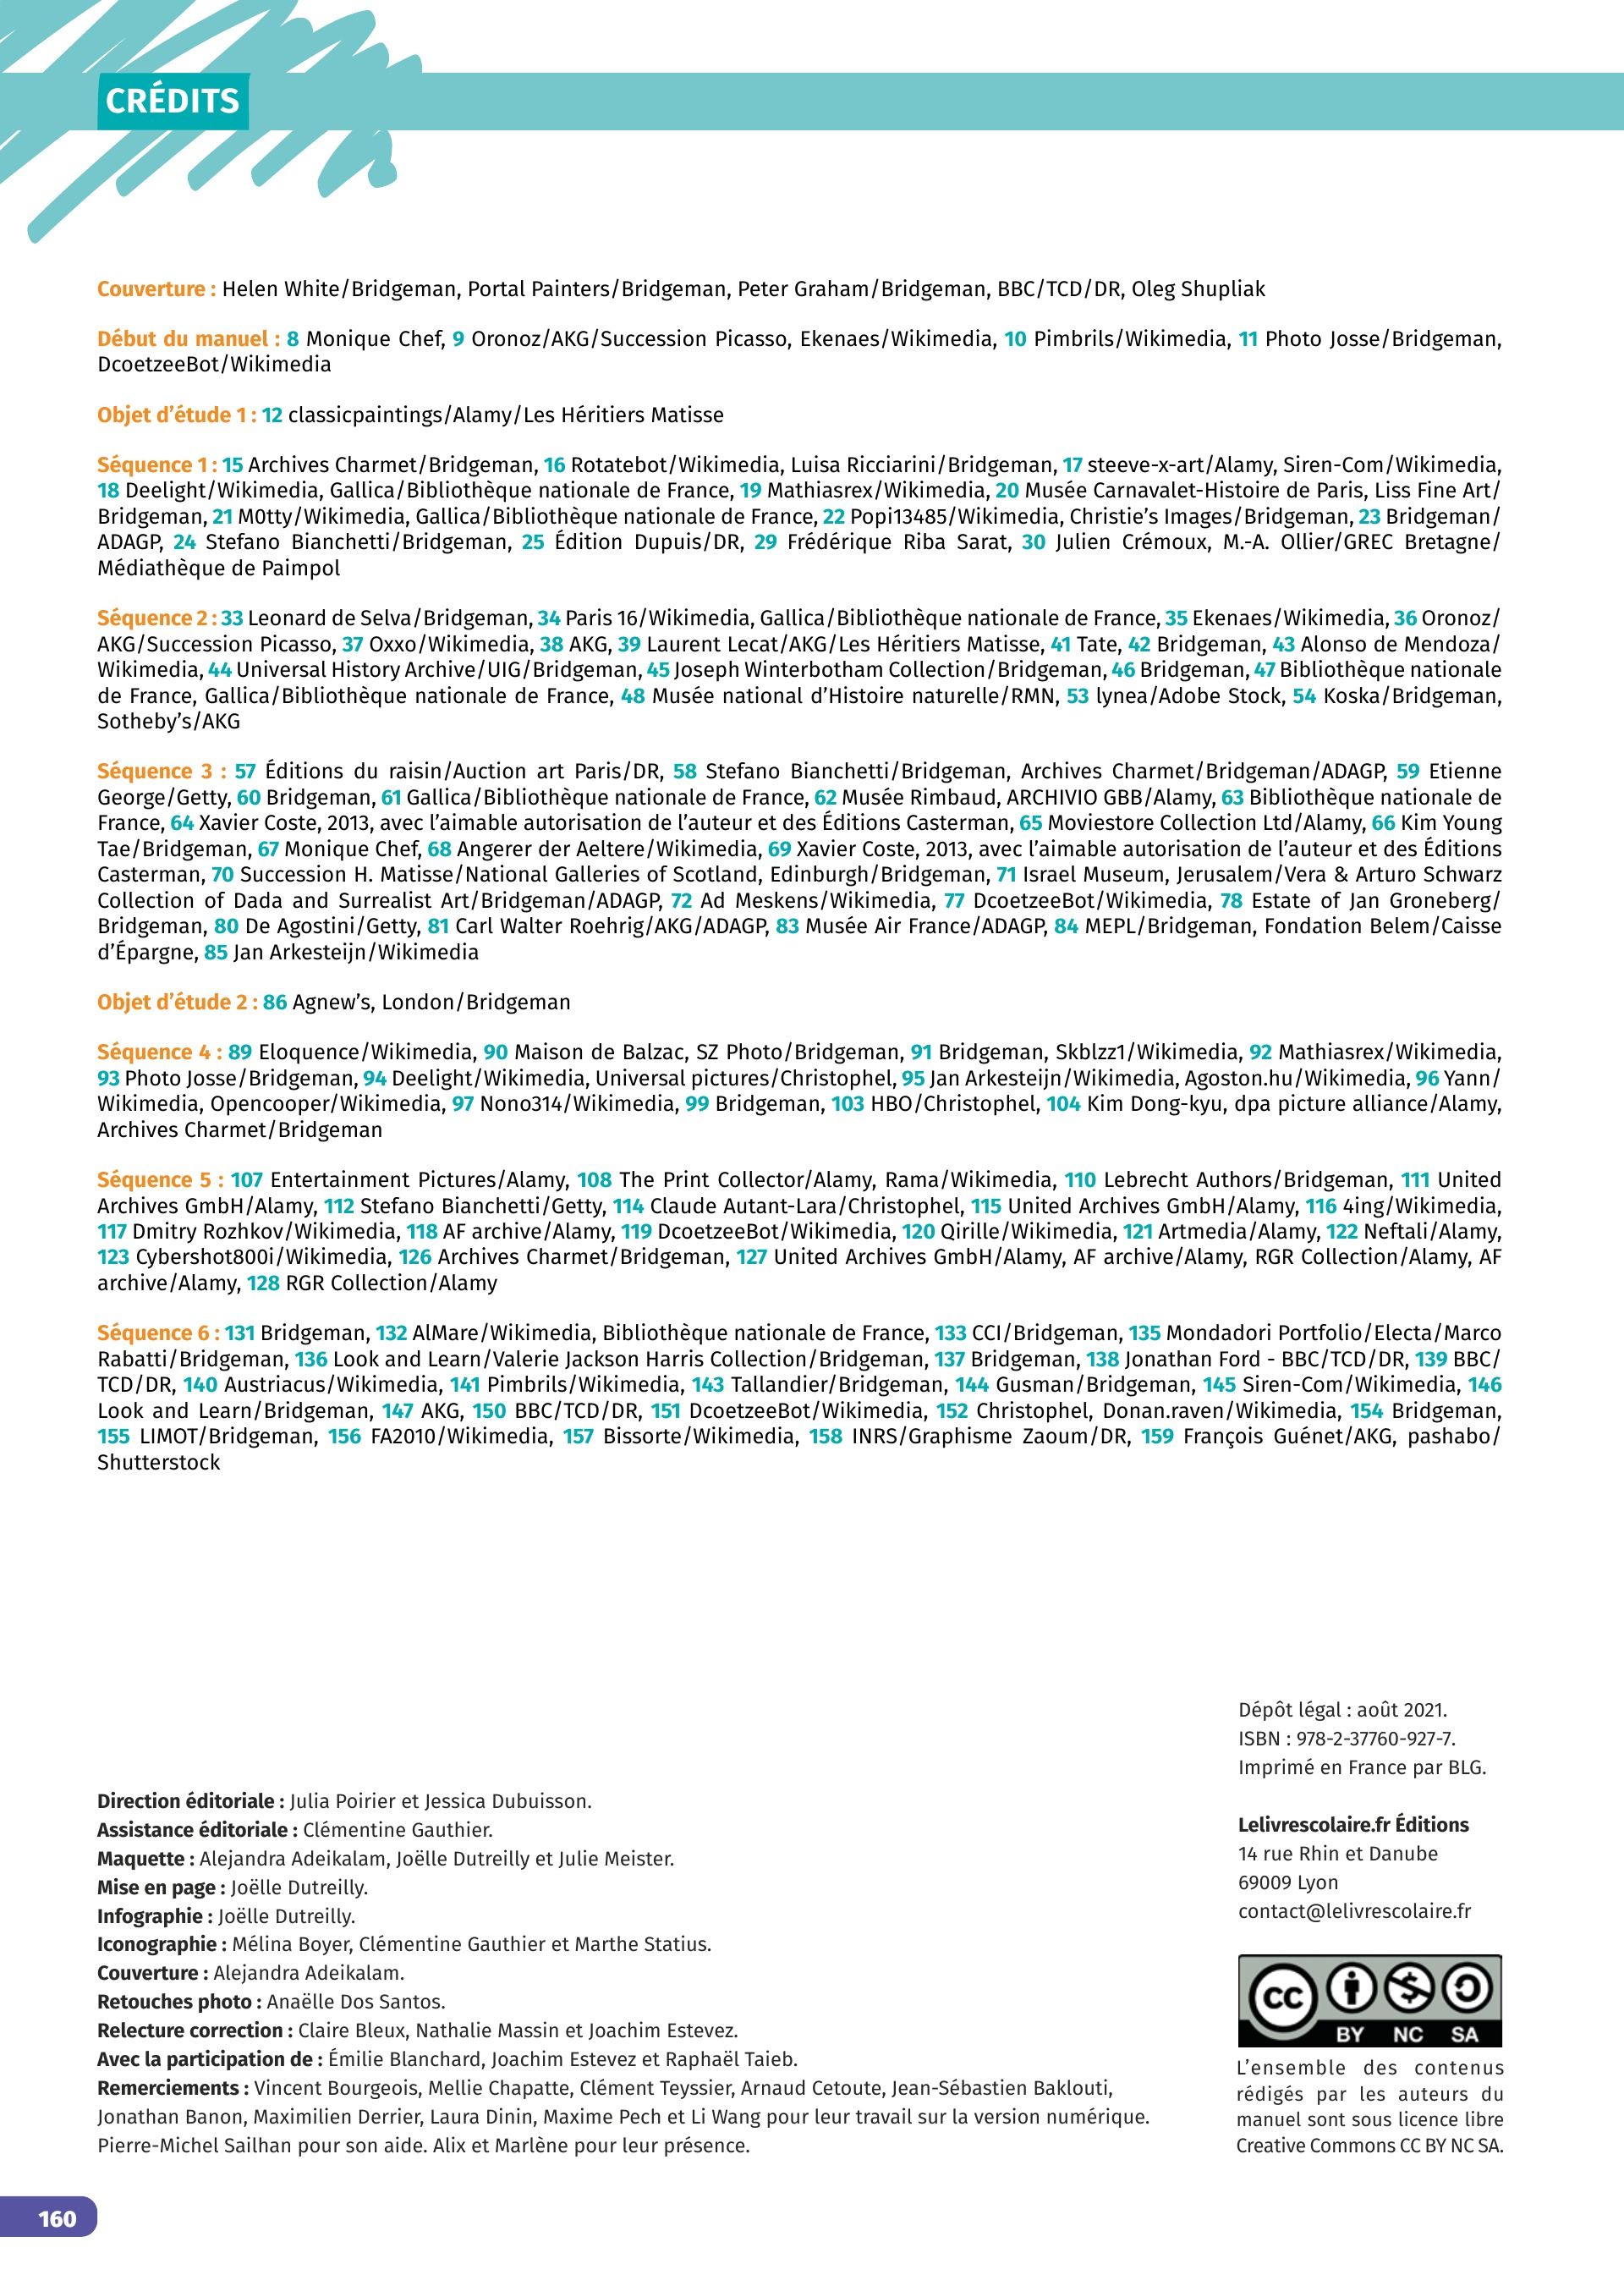 CRÉDITS
Couverture : Helen White/Bridgeman, Portal Painters/Bridgeman, Peter Graham/Bridgeman, BBC/TCD/DR, Oleg Shupliak
Début du manuel : 8 Monique Chef, 9 Oronoz/AKG/Succession Picasso, Ekenaes/Wikimedia, 10 Pimbrils/Wikimedia, 11 Photo Josse/Bridgeman,
DcoetzeeBot/Wikimedia
Objet d'étude 1 : 12 classicpaintings/Alamy/Les Héritiers Matisse
Séquence 1 : 15 Archives Charmet/Bridgeman, 16 Rotatebot/Wikimedia, Luisa Ricciarini/Bridgeman, 17 steeve-x-art/Alamy, Siren-Com/Wikimedia,
18 Deelight/Wikimedia, Gallica/Bibliothèque nationale de France, 19 Mathiasrex/Wikimedia, 20 Musée Carnavalet-Histoire de Paris, Liss Fine Art/
Bridgeman, 21 M0tty/Wikimedia, Gallica/Bibliothèque nationale de France, 22 Popi13485/Wikimedia, Christie's Images/Bridgeman, 23 Bridgeman/
ADAGP, 24 Stefano Bianchetti/Bridgeman, 25 Édition Dupuis/DR, 29 Frédérique Riba Sarat, 30 Julien Crémoux, M.-A. Ollier/GREC Bretagne/
Médiathèque de Paimpol
Séquence 2 : 33 Leonard de Selva/Bridgeman, 34 Paris 16/Wikimedia, Gallica/Bibliothèque nationale de France, 35 Ekenaes/Wikimedia, 36 Oronoz/
AKG/Succession Picasso, 37 Oxxo/Wikimedia, 38 AKG, 39 Laurent Lecat/AKG/Les Héritiers Matisse, 41 Tate, 42 Bridgeman, 43 Alonso de Mendoza/
Wikimedia, 44 Universal History Archive/UIG/Bridgeman, 45 Joseph Winterbotham Collection/Bridgeman, 46 Bridgeman, 47 Bibliothèque nationale
de France, Gallica/Bibliothèque nationale de France, 48 Musée national d'Histoire naturelle/RMN, 53 lynea/Adobe Stock, 54 Koska/Bridgeman,
Sotheby's/AKG
Séquence 3 : 57 Éditions du raisin/Auction art Paris/DR, 58 Stefano Bianchetti/Bridgeman, Archives Charmet/Bridgeman/ADAGP, 59 Etienne
George/Getty, 60 Bridgeman, 61 Gallica/Bibliothèque nationale de France, 62 Musée Rimbaud, ARCHIVIO GBB/Alamy, 63 Bibliothèque nationale de
France, 64 Xavier Coste, 2013, avec l'aimable autorisation de l'auteur et des Éditions Casterman, 65 Moviestore Collection Ltd/Alamy, 66 Kim Young
Tae/Bridgeman, 67 Monique Chef, 68 Angerer der Aeltere/Wikimedia, 69 Xavier Coste, 2013, avec l'aimable autorisation de l'auteur et des Éditions
Casterman, 70 Succession H. Matisse/National Galleries of Scotland, Edinburgh/Bridgeman, 71 Israel Museum, Jerusalem/Vera & Arturo Schwarz
Collection of Dada and Surrealist Art/Bridgeman/ADAGP, 72 Ad Meskens/Wikimedia, 77 DcoetzeeBot/Wikimedia, 78 Estate of Jan Groneberg/
Bridgeman, 80 De Agostini/Getty, 81 Carl Walter Roehrig/AKG/ADAGP, 83 Musée Air France/ADAGP, 84 MEPL/Bridgeman, Fondation Belem/Caisse
d'Épargne, 85 Jan Arkesteijn/Wikimedia
Objet d'étude 2 : 86 Agnew's, London/Bridgeman
Séquence 4 : 89 Eloquence/Wikimedia, 90 Maison de Balzac, SZ Photo/Bridgeman, 91 Bridgeman, Skblzz1/Wikimedia, 92 Mathiasrex/Wikimedia,
93 Photo Josse/Bridgeman, 94 Deelight/Wikimedia, Universal pictures/Christophel, 95 Jan Arkesteijn/Wikimedia, Agoston.hu/Wikimedia, 96 Yann/
Wikimedia, Opencooper/Wikimedia, 97 Nono314/Wikimedia, 99 Bridgeman, 103 HBO/Christophel, 104 Kim Dong-kyu, dpa picture alliance/Alamy,
Archives Charmet/Bridgeman
Séquence 5 : 107 Entertainment Pictures/Alamy, 108 The Print Collector/Alamy, Rama/Wikimedia, 110 Lebrecht Authors/Bridgeman, 111 United
Archives GmbH/Alamy, 112 Stefano Bianchetti/Getty, 114 Claude Autant-Lara/Christophel, 115 United Archives GmbH/Alamy, 116 4ing/Wikimedia,
117 Dmitry Rozhkov/Wikimedia, 118 AF archive/Alamy, 119 DcoetzeeBot/Wikimedia, 120 Qirille/Wikimedia, 121 Artmedia/Alamy, 122 Neftali/Alamy,
123 Cybershot800i/Wikimedia, 126 Archives Charmet/Bridgeman, 127 United Archives GmbH/Alamy, AF archive/Alamy, RGR Collection/Alamy, AF
archive/Alamy, 128 RGR Collection/Alamy
Séquence 6 : 131 Bridgeman, 132 AlMare/Wikimedia, Bibliothèque nationale de France, 133 CCI/Bridgeman, 135 Mondadori Portfolio/Electa/Marco
Rabatti/Bridgeman, 136 Look and Learn/Valerie Jackson Harris Collection/Bridgeman, 137 Bridgeman, 138 Jonathan Ford - BBC/TCD/DR, 139 BBC/
TCD/DR, 140 Austriacus/Wikimedia, 141 Pimbrils/Wikimedia, 143 Tallandier/Bridgeman, 144 Gusman/Bridgeman, 145 Siren-Com/Wikimedia, 146
Look and Learn/Bridgeman, 147 AKG, 150 BBC/TCD/DR, 151 DcoetzeeBot/Wikimedia, 152 Christophel, Donan.raven/Wikimedia, 154 Bridgeman,
155 LIMOT/Bridgeman, 156 FA2010/Wikimedia, 157 Bissorte/Wikimedia, 158 INRS/Graphisme Zaoum/DR, 159 François Guénet/AKG, pashabo/
Shutterstock
Direction éditoriale : Julia Poirier et Jessica Dubuisson.
Assistance éditoriale : Clémentine Gauthier.
Maquette : Alejandra Adeikalam, Joëlle Dutreilly et Julie Meister.
Mise en page : Joëlle Dutreilly.
Infographie : Joëlle Dutreilly.
Iconographie : Mélina Boyer, Clémentine Gauthier et Marthe Statius.
Couverture : Alejandra Adeikalam.
Retouches photo : Anaëlle Dos Santos.
Relecture correction : Claire Bleux, Nathalie Massin et Joachim Estevez.
Avec la participation de : Émilie Blanchard, Joachim Estevez et Raphaël Taieb.
Remerciements : Vincent Bourgeois, Mellie Chapatte, Clément Teyssier, Arnaud Cetoute, Jean-Sébastien Baklouti,
Jonathan Banon, Maximilien Derrier, Laura Dinin, Maxime Pech et Li Wang pour leur travail sur la version numérique.
Pierre-Michel Sailhan pour son aide. Alix et Marlène pour leur présence.
Dépôt légal : août 2021.
ISBN : 978-2-37760-927-7.
Imprimé en France par BLG.
Lelivrescolaire.fr Éditions
14 rue Rhin et Danube
69009 Lyon
contact@lelivrescolaire.fr
CC
BY NC SA
L'ensemble des contenus
rédigés par les auteurs du
manuel sont sous licence libre
Creative Commons CC BY NC SA.
160